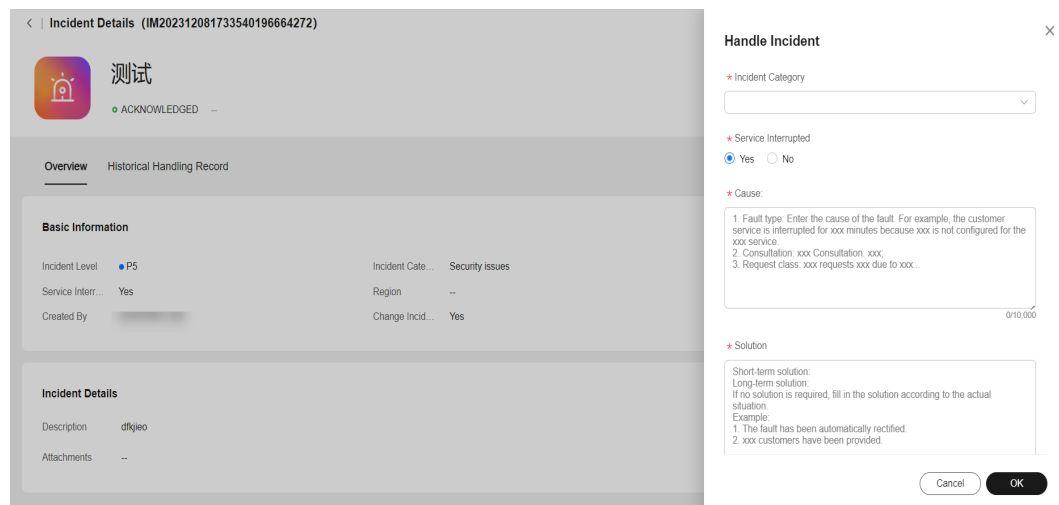 Incident Details (IM202312081733540196664272)
测试
ACKNOWLEDGED --
Overview Historical Handling Record
Basic Information
Incident Level P5 Incident Cate... Security issues
Service Interr... Yes Region --
Created By Change Incid... Yes
Incident Details
Description dfkjieo
Attachments --
Handle Incident
* Incident Category
* Service Interrupted
Yes No
* Cause:
1. Fault type: Enter the cause of the fault. For example, the customer
service is interrupted for xxx minutes because xxx is not configured for the
xxx service.
2. Consultation: xxx Consultation: xxx;
3. Request class: xxx requests xxx due to xxx...
0/10,000
* Solution
Short-term solution:
Long-term solution:
If no solution is required, fill in the solution according to the actual
situation.
Example:
1. The fault has been automatically rectified.
2. xxx customers have been provided.
Cancel OK